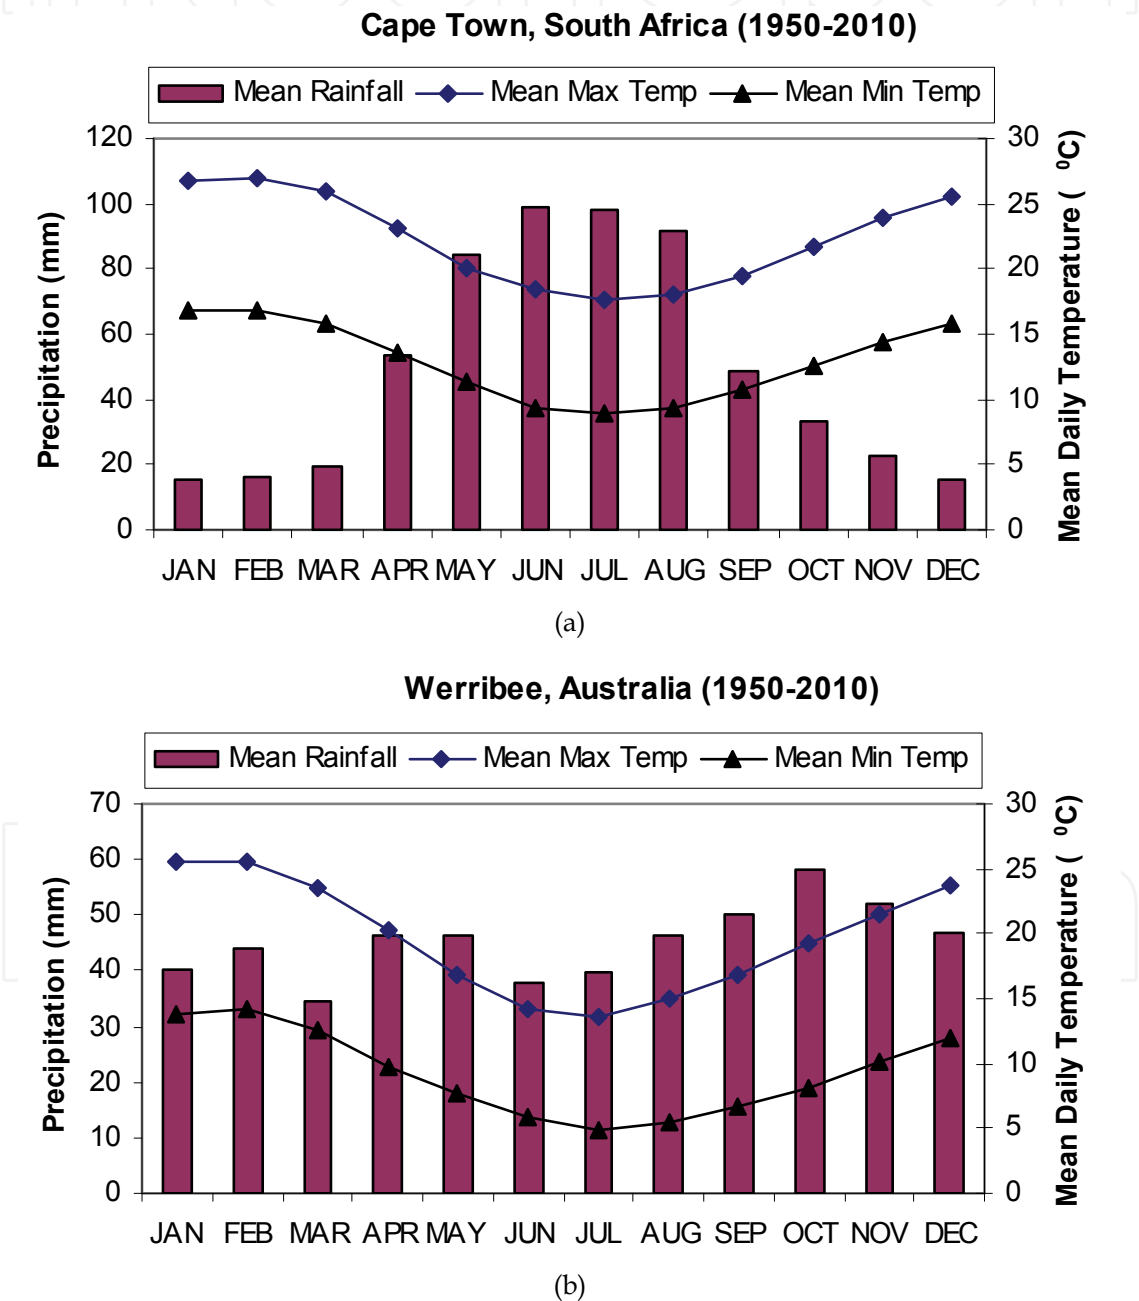 Cape Town, South Africa (1950-2010)
Mean Rainfall Mean Max Temp Mean Min Temp
Precipitation (mm)
120
100
80
60
40
20
0
30
25
20
15
10
5
0
Mean Daily Temperature ( ⁰C)
JAN FEB MAR APR MAY JUN JUL AUG SEP OCT NOV DEC
(a)
Werribee, Australia (1950-2010)
Mean Rainfall Mean Max Temp Mean Min Temp
Precipitation (mm)
70
60
50
40
30
20
10
0
30
25
20
15
10
5
0
Mean Daily Temperature ( ⁰C)
JAN FEB MAR APR MAY JUN JUL AUG SEP OCT NOV DEC
(b)